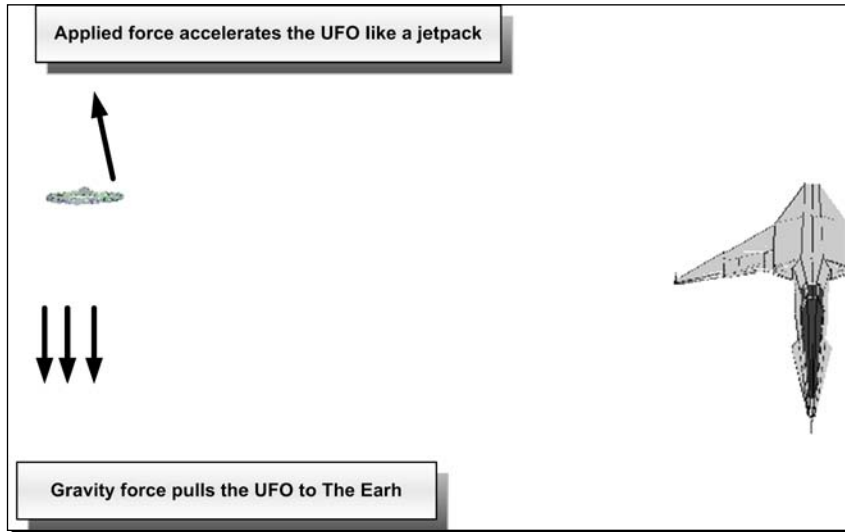 Applied force accelerates the UFO like a jetpack
Gravity force pulls the UFO to The Earh